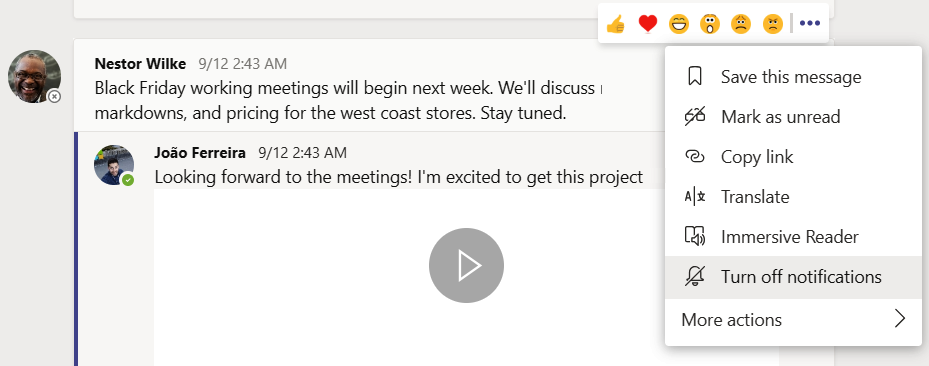 Nestor Wilke 9/12 2:43 AM
Black Friday working meetings will begin next week. We'll discuss
markdowns, and pricing for the west coast stores. Stay tuned.
João Ferreira 9/12 2:43 AM
Looking forward to the meetings! I'm excited to get this project
Save this message
Mark as unread
Copy link
Translate
Immersive Reader
Turn off notifications
More actions